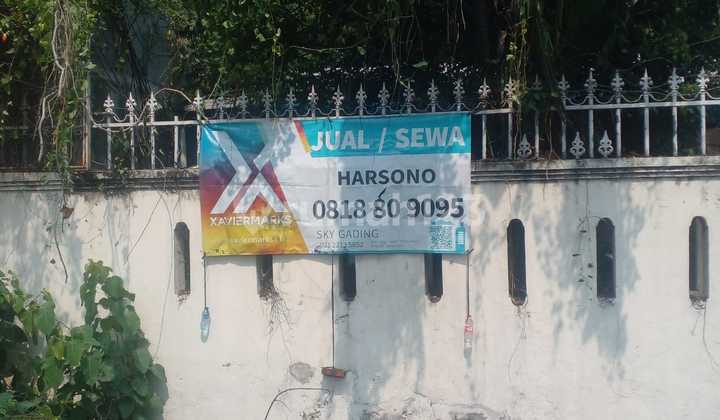 JUAL / SEWA
HARSONO
0818 80 9095
XAVIERMARKS
SKY GADING